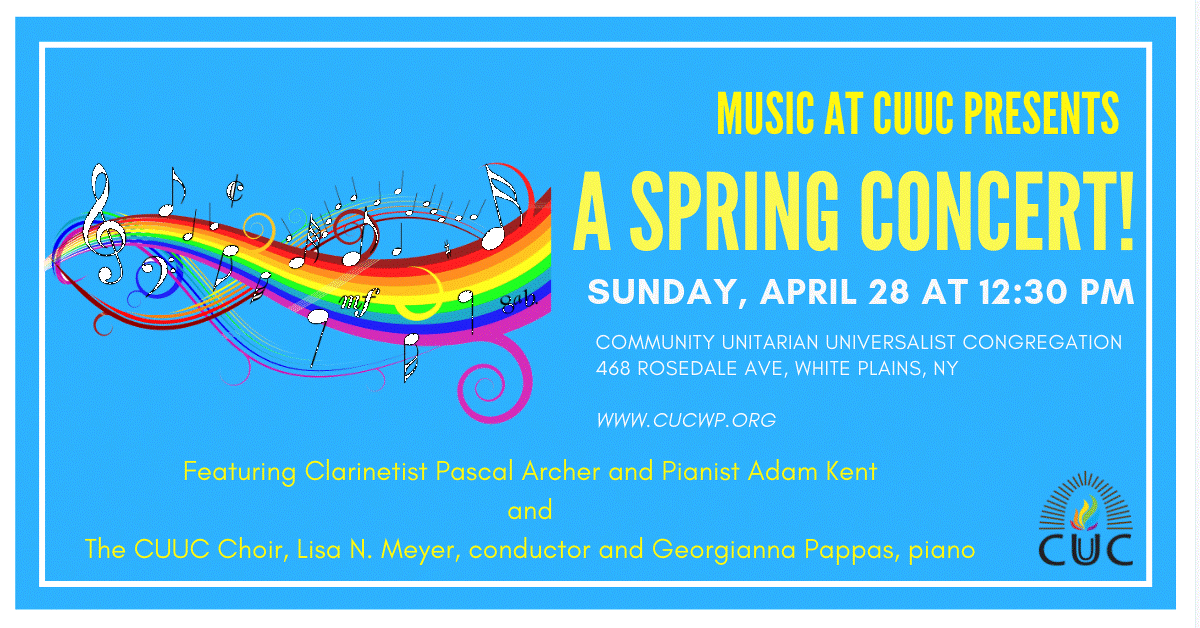 MUSIC AT CUUC PRESENTS
A SPRING CONCERT!
SUNDAY, APRIL 28 AT 12:30 PM
COMMUNITY UNITARIAN UNIVERSALIST CONGREGATION
468 ROSEDALE AVE, WHITE PLAINS, NY
WWW.CUCWP.ORG
mf
Featuring Clarinetist Pascal Archer and Pianist Adam Kent
and
The CUUC Choir, Lisa N. Meyer, conductor and Georgianna Pappas, piano
CUC